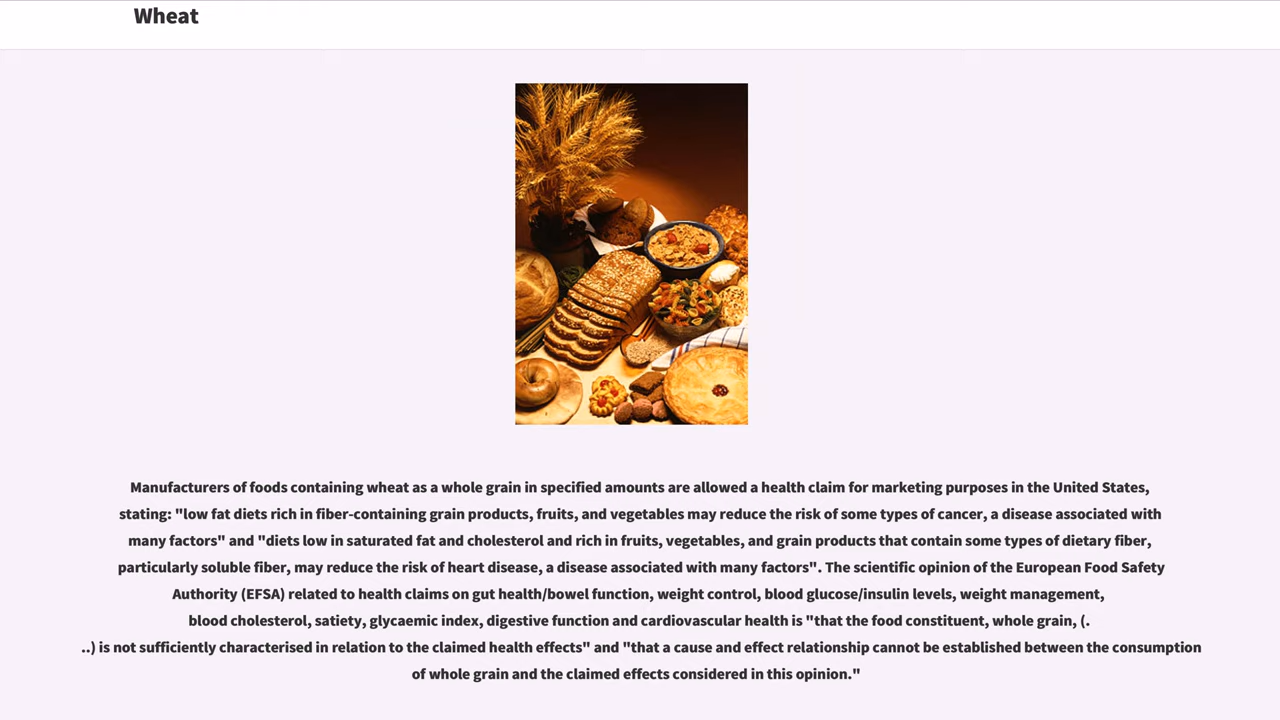 Wheat
Manufacturers of foods containing wheat as a whole grain in specified amounts are allowed a health claim for marketing purposes in the United States,
stating: "low fat diets rich in fiber-containing grain products, fruits, and vegetables may reduce the risk of some types of cancer, a disease associated with
many factors" and "diets low in saturated fat and cholesterol and rich in fruits, vegetables, and grain products that contain some types of dietary fiber,
particularly soluble fiber, may reduce the risk of heart disease, a disease associated with many factors". The scientific opinion of the European Food Safety
Authority (EFSA) related to health claims on gut health/bowel function, weight control, blood glucose/insulin levels, weight management,
blood cholesterol, satiety, glycaemic index, digestive function and cardiovascular health is "that the food constituent, whole grain, (.
..) is not sufficiently characterised in relation to the claimed health effects" and "that a cause and effect relationship cannot be established between the consumption
of whole grain and the claimed effects considered in this opinion."